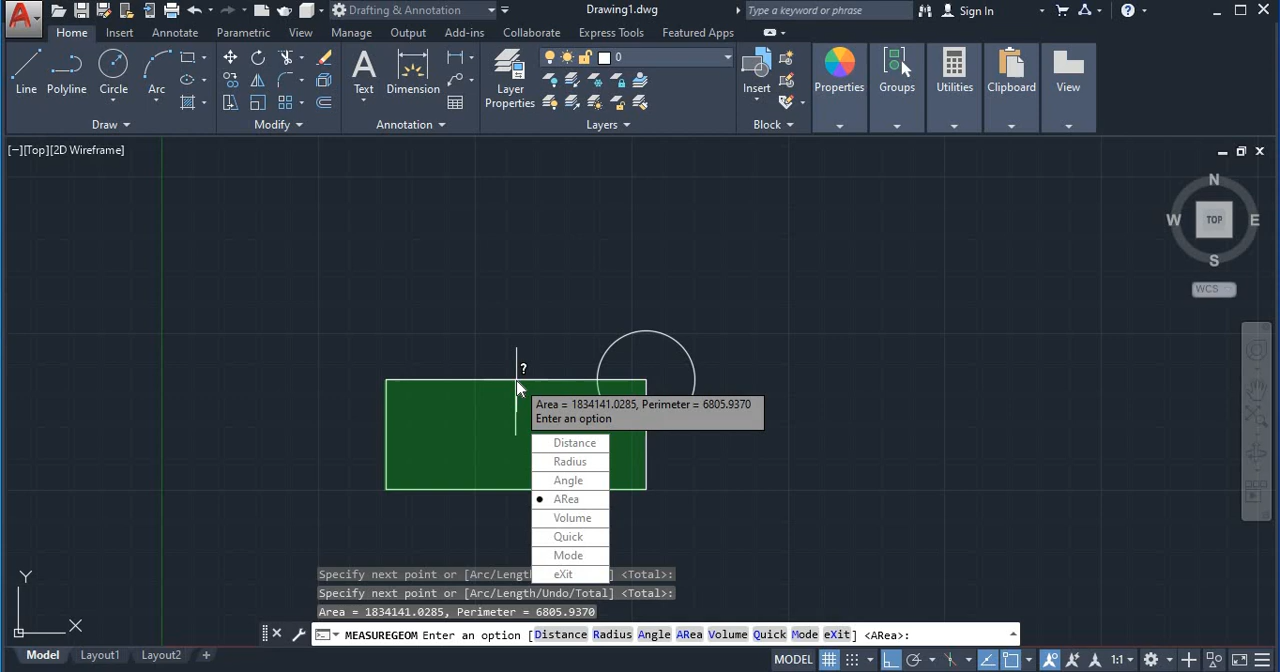 Drafting & Annotation
Drawing1.dwg
Type a keyword or phrase
Sign In
Home Insert Annotate Parametric View Manage Output Add-ins Collaborate Express Tools Featured Apps
Line Polyline Circle Arc
Text Dimension
Layer Properties
0
Insert
Properties Groups Utilities Clipboard View
Draw Modify Annotation Layers Block
[−][Top][2D Wireframe]
N
W TOP E
S
WCS
?
Area = 1834141.0285, Perimeter = 6805.9370
Enter an option
Distance
Radius
Angle
ARea
Volume
Quick
Mode
eXit
Specify next point or [Arc/Lengt ] <Total>:
Specify next point or [Arc/Length/Undo/Total] <Total>:
Area = 1834141.0285, Perimeter = 6805.9370
Y
X
MEASUREGEOM Enter an option [Distance Radius Angle ARea Volume Quick Mode eXit] <ARea>:
Model Layout1 Layout2 +
MODEL 1:1